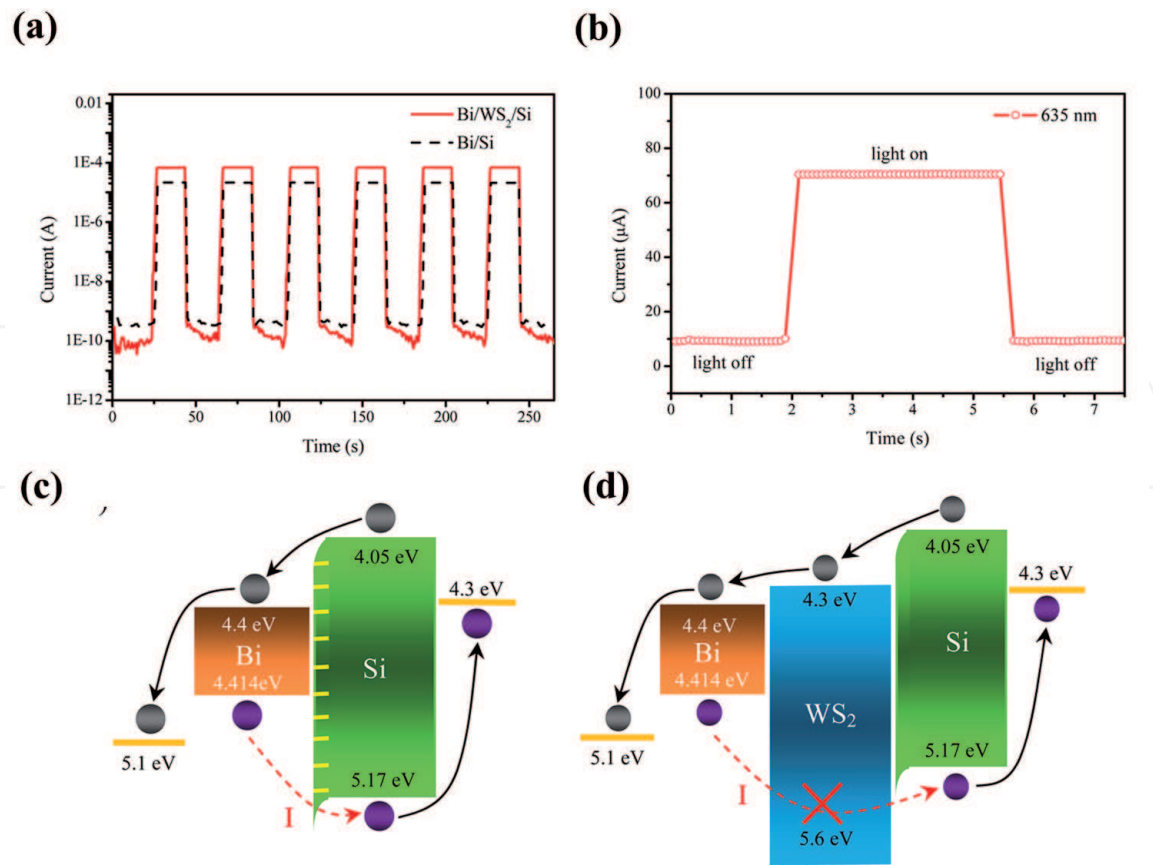 (a)
0.01
1E-4
1E-6
1E-8
1E-10
1E-12
Current (A)
0 50 100 150 200 250
Time (s)
Bi/WS₂/Si
Bi/Si
(b)
100
80
60
40
20
0
Current (µA)
0 1 2 3 4 5 6 7
Time (s)
635 nm
light on
light off
light off
(c)
,
4.05 eV
4.3 eV
4.4 eV
Bi
4.414eV
Si
5.1 eV
5.17 eV
I
(d)
4.05 eV
4.3 eV
4.3 eV
4.4 eV
Bi
4.414 eV
Si
WS₂
5.1 eV
5.17 eV
I
5.6 eV